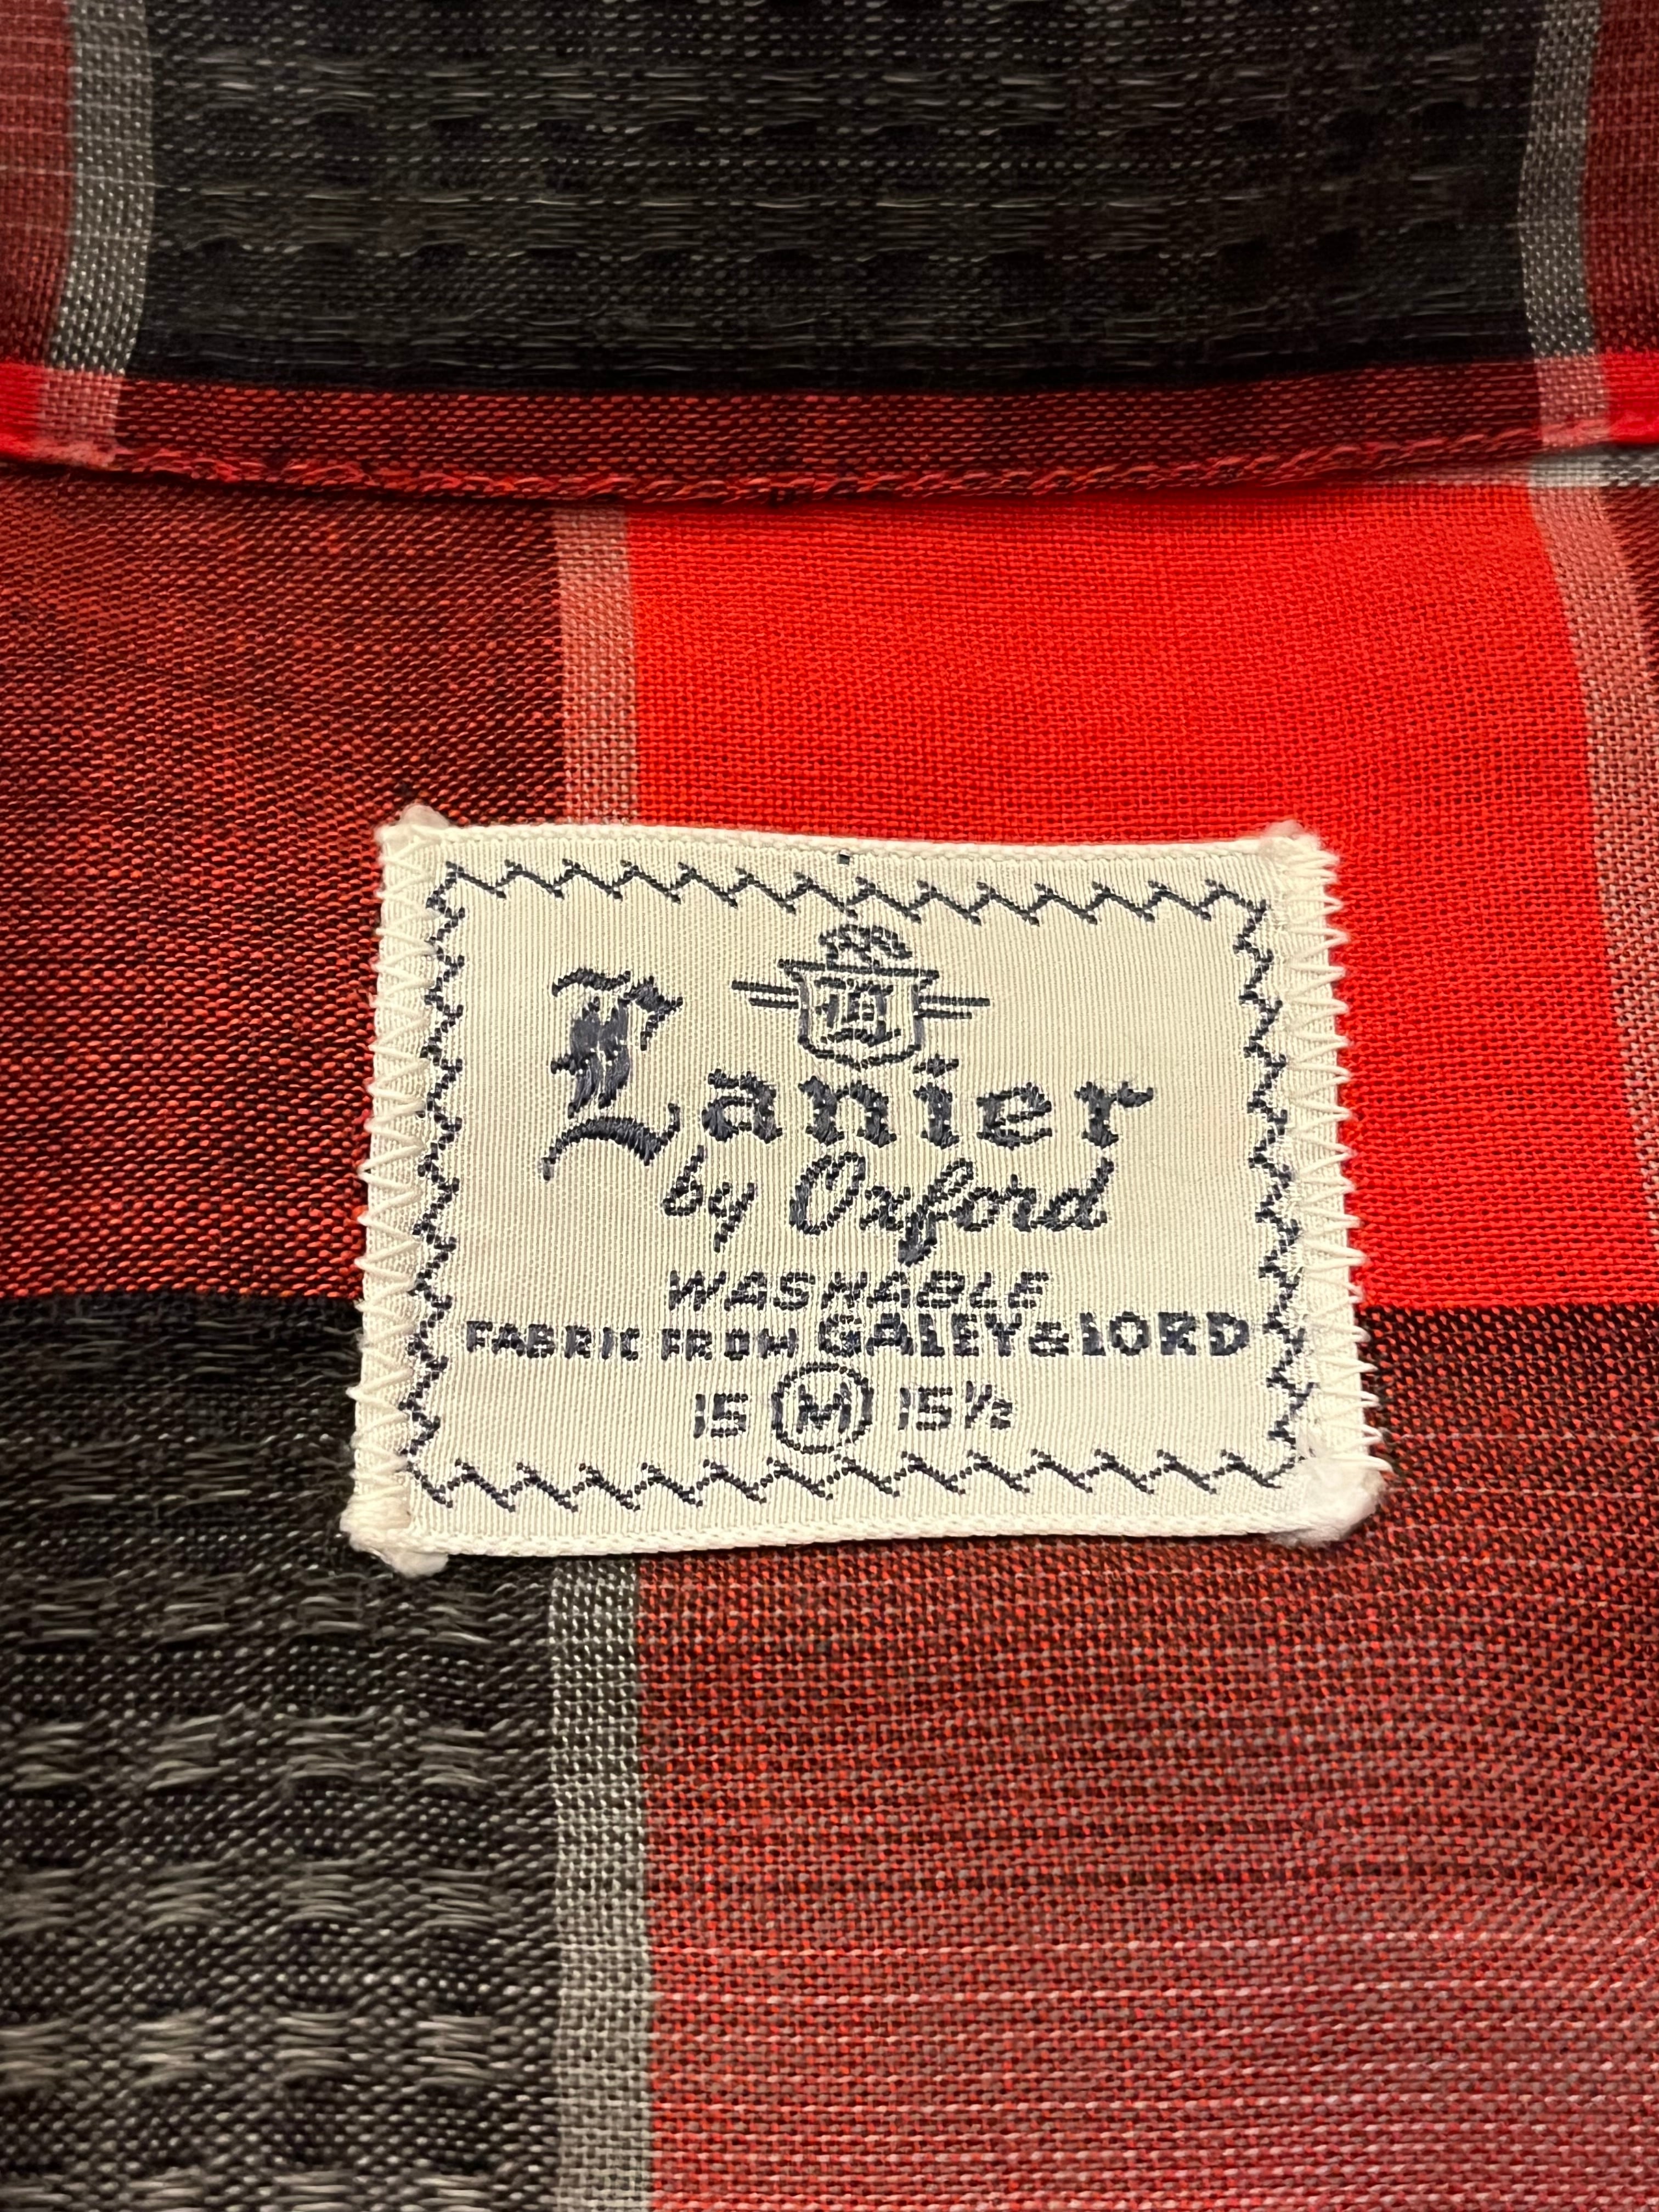 Lanier
by Oxford
WASHABLE
FABRIC FROM GALEY & LORD
15 M 15½